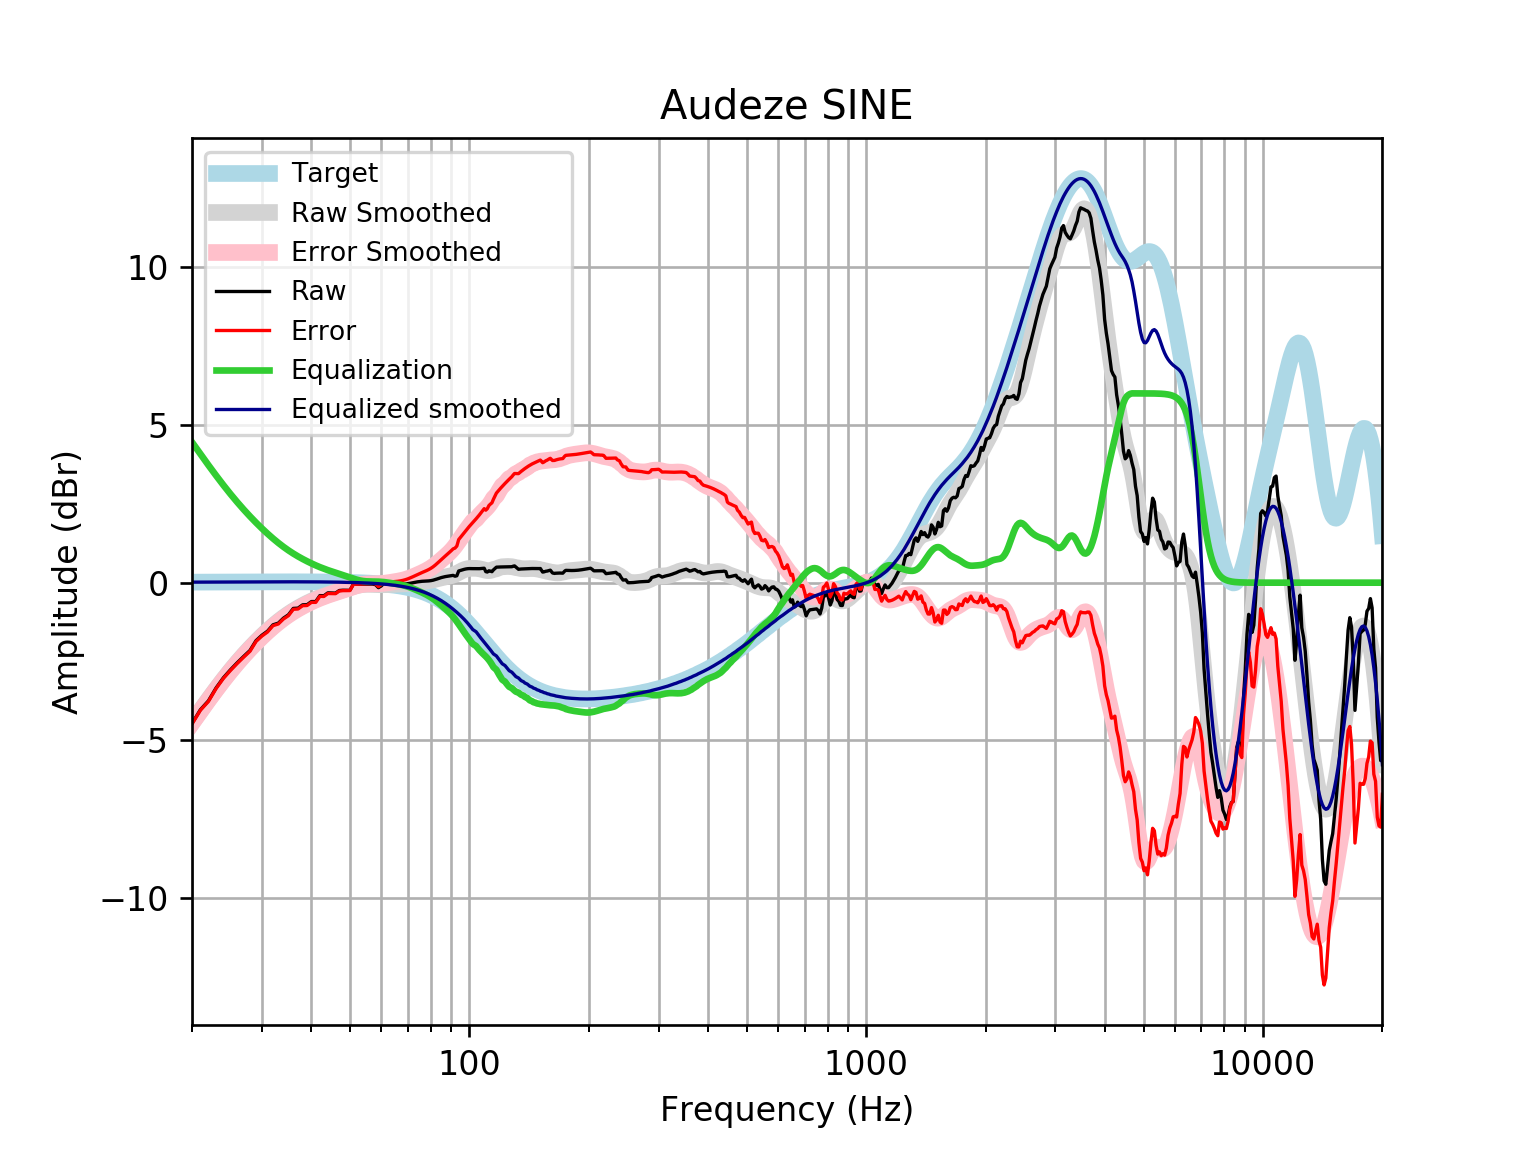 Audeze SINE
Target
Raw Smoothed
Error Smoothed
Raw
Error
Equalization
Equalized smoothed
10
5
0
−5
−10
Amplitude (dBr)
100
1000
10000
Frequency (Hz)